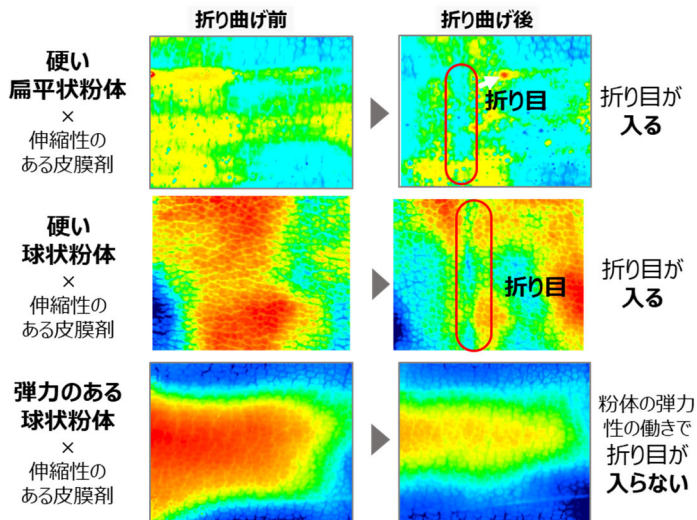 折り曲げ前
折り曲げ後
硬い
扁平状粉体
×
伸縮性の
ある皮膜剤
折り目
折り目が
入る
硬い
球状粉体
×
伸縮性の
ある皮膜剤
折り目
折り目が
入る
弾力のある
球状粉体
×
伸縮性の
ある皮膜剤
粉体の弾力
性の働きで
折り目が
入らない